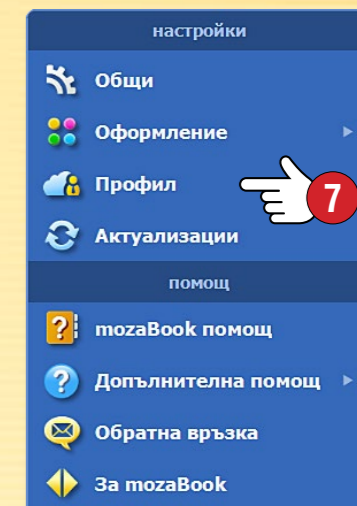 настройки
Общи
Оформление
Профил
7
Актуализации
помощ
mozaBook помощ
Допълнителна помощ
Обратна връзка
За mozaBook